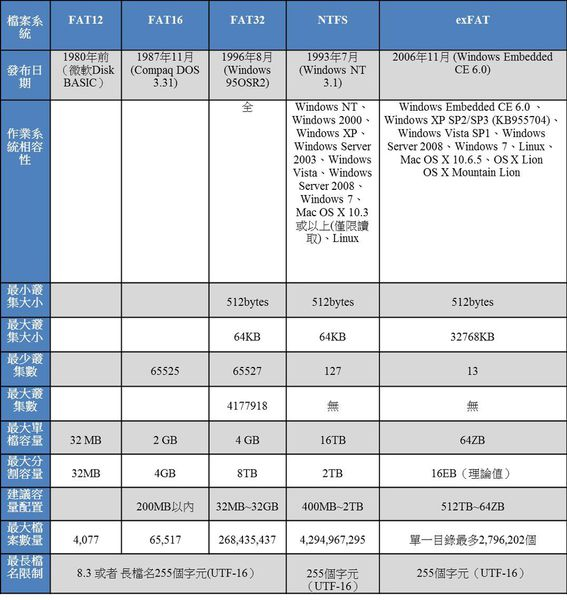 檔案系統 FAT12 FAT16 FAT32 NTFS exFAT
發布日期 1980年前（微軟Disk BASIC） 1987年11月(Compaq DOS 3.31) 1996年8月(Windows 95OSR2) 1993年7月(Windows NT 3.1) 2006年11月 (Windows Embedded CE 6.0)
作業系統相容性 全 Windows NT、Windows 2000、Windows XP、Windows Server 2003、Windows Vista、Windows Server 2008、Windows 7、Mac OS X 10.3或以上(僅限讀取)、Linux Windows Embedded CE 6.0 、Windows XP SP2/SP3 (KB955704)、Windows Vista SP1、Windows Server 2008、Windows 7、Linux、Mac OS X 10.6.5、OS X Lion OS X Mountain Lion
最小叢集大小 512bytes 512bytes 512bytes
最大叢集大小 64KB 64KB 32768KB
最少叢集數 65525 65527 127 13
最大叢集數 4177918 無 無
最大單檔容量 32 MB 2 GB 4 GB 16TB 64ZB
最大分割容量 32MB 4GB 8TB 2TB 16EB（理論值）
建議容量配置 200MB以內 32MB~32GB 400MB~2TB 512TB~64ZB
最大檔案數量 4,077 65,517 268,435,437 4,294,967,295 單一目錄最多2,796,202個
最長檔名限制 8.3 或者 長檔名255個字元(UTF-16） 255個字元（UTF-16） 255個字元（UTF-16）